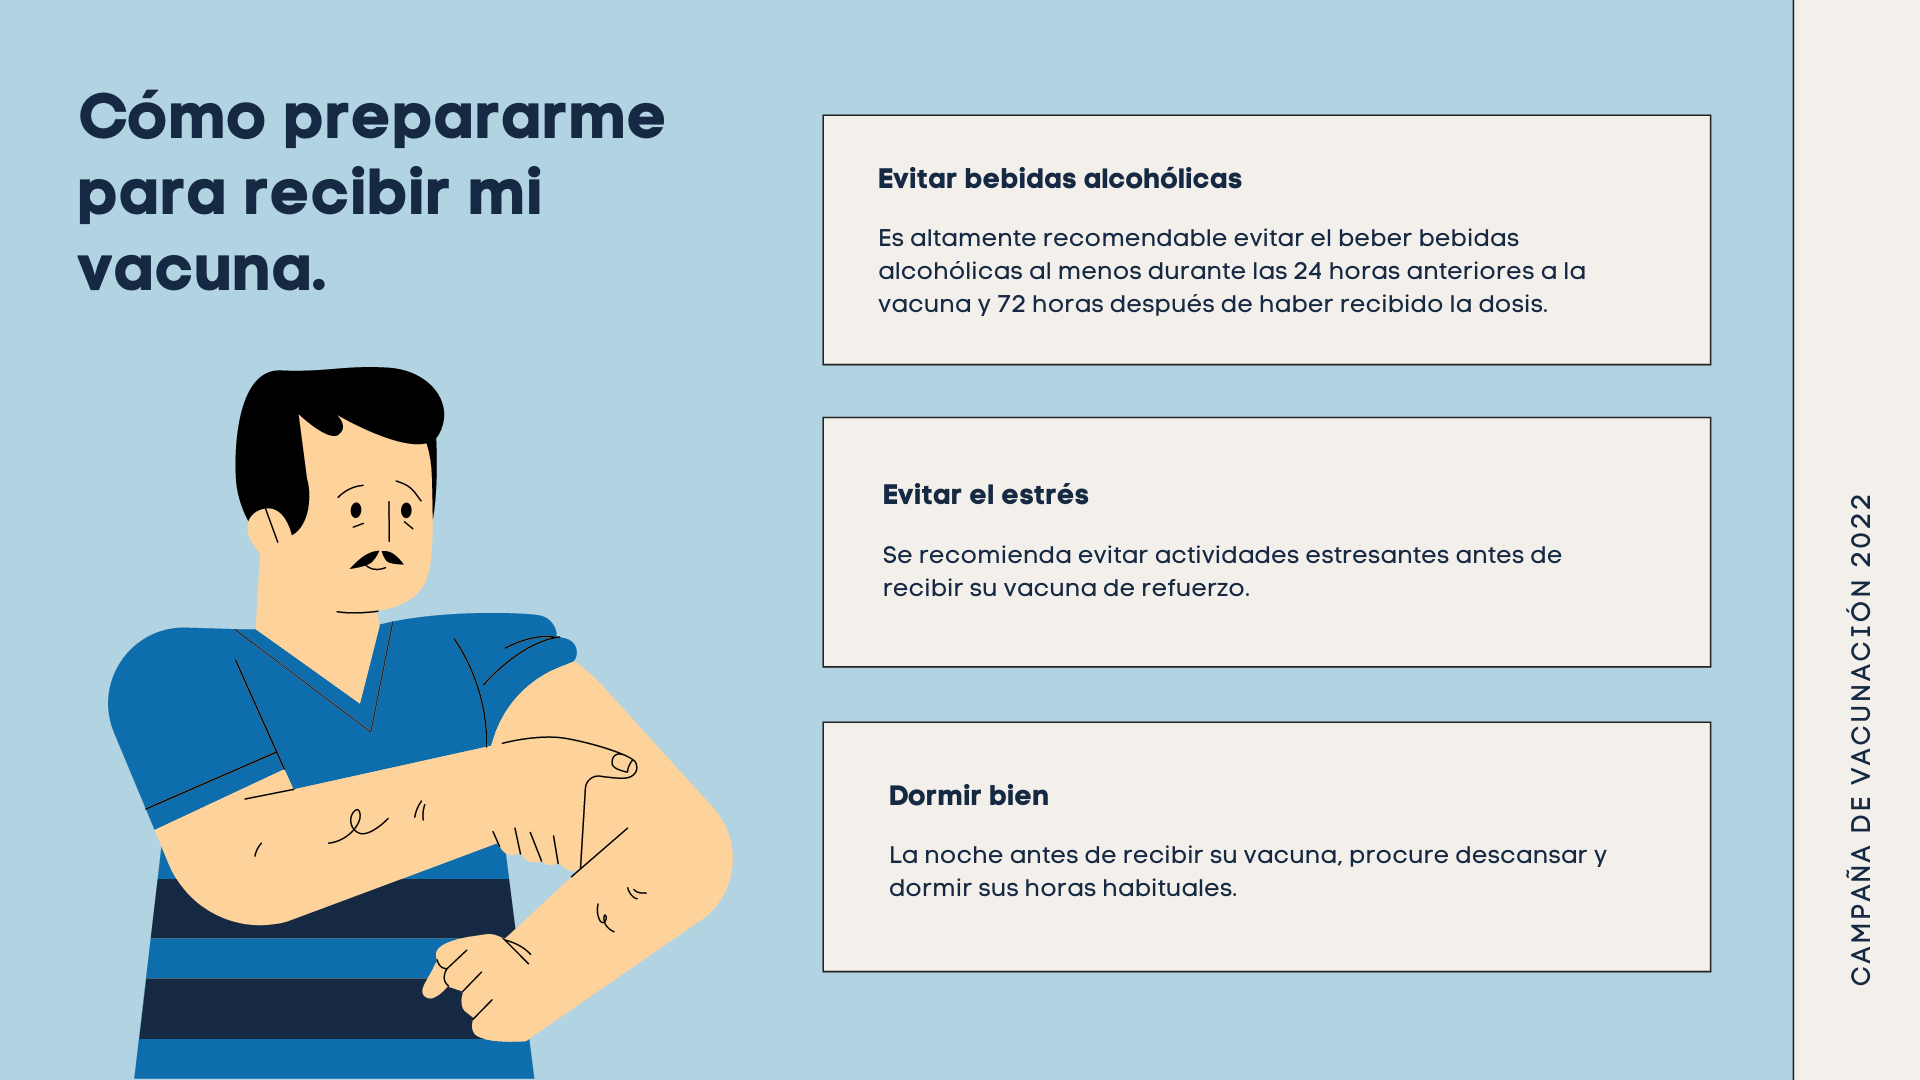 Cómo prepararme
para recibir mi
vacuna.
Evitar bebidas alcohólicas
Es altamente recomendable evitar el beber bebidas
alcohólicas al menos durante las 24 horas anteriores a la
vacuna y 72 horas después de haber recibido la dosis.
Evitar el estrés
Se recomienda evitar actividades estresantes antes de
recibir su vacuna de refuerzo.
Dormir bien
La noche antes de recibir su vacuna, procure descansar y
dormir sus horas habituales.
CAMPAÑA DE VACUNACIÓN 2022